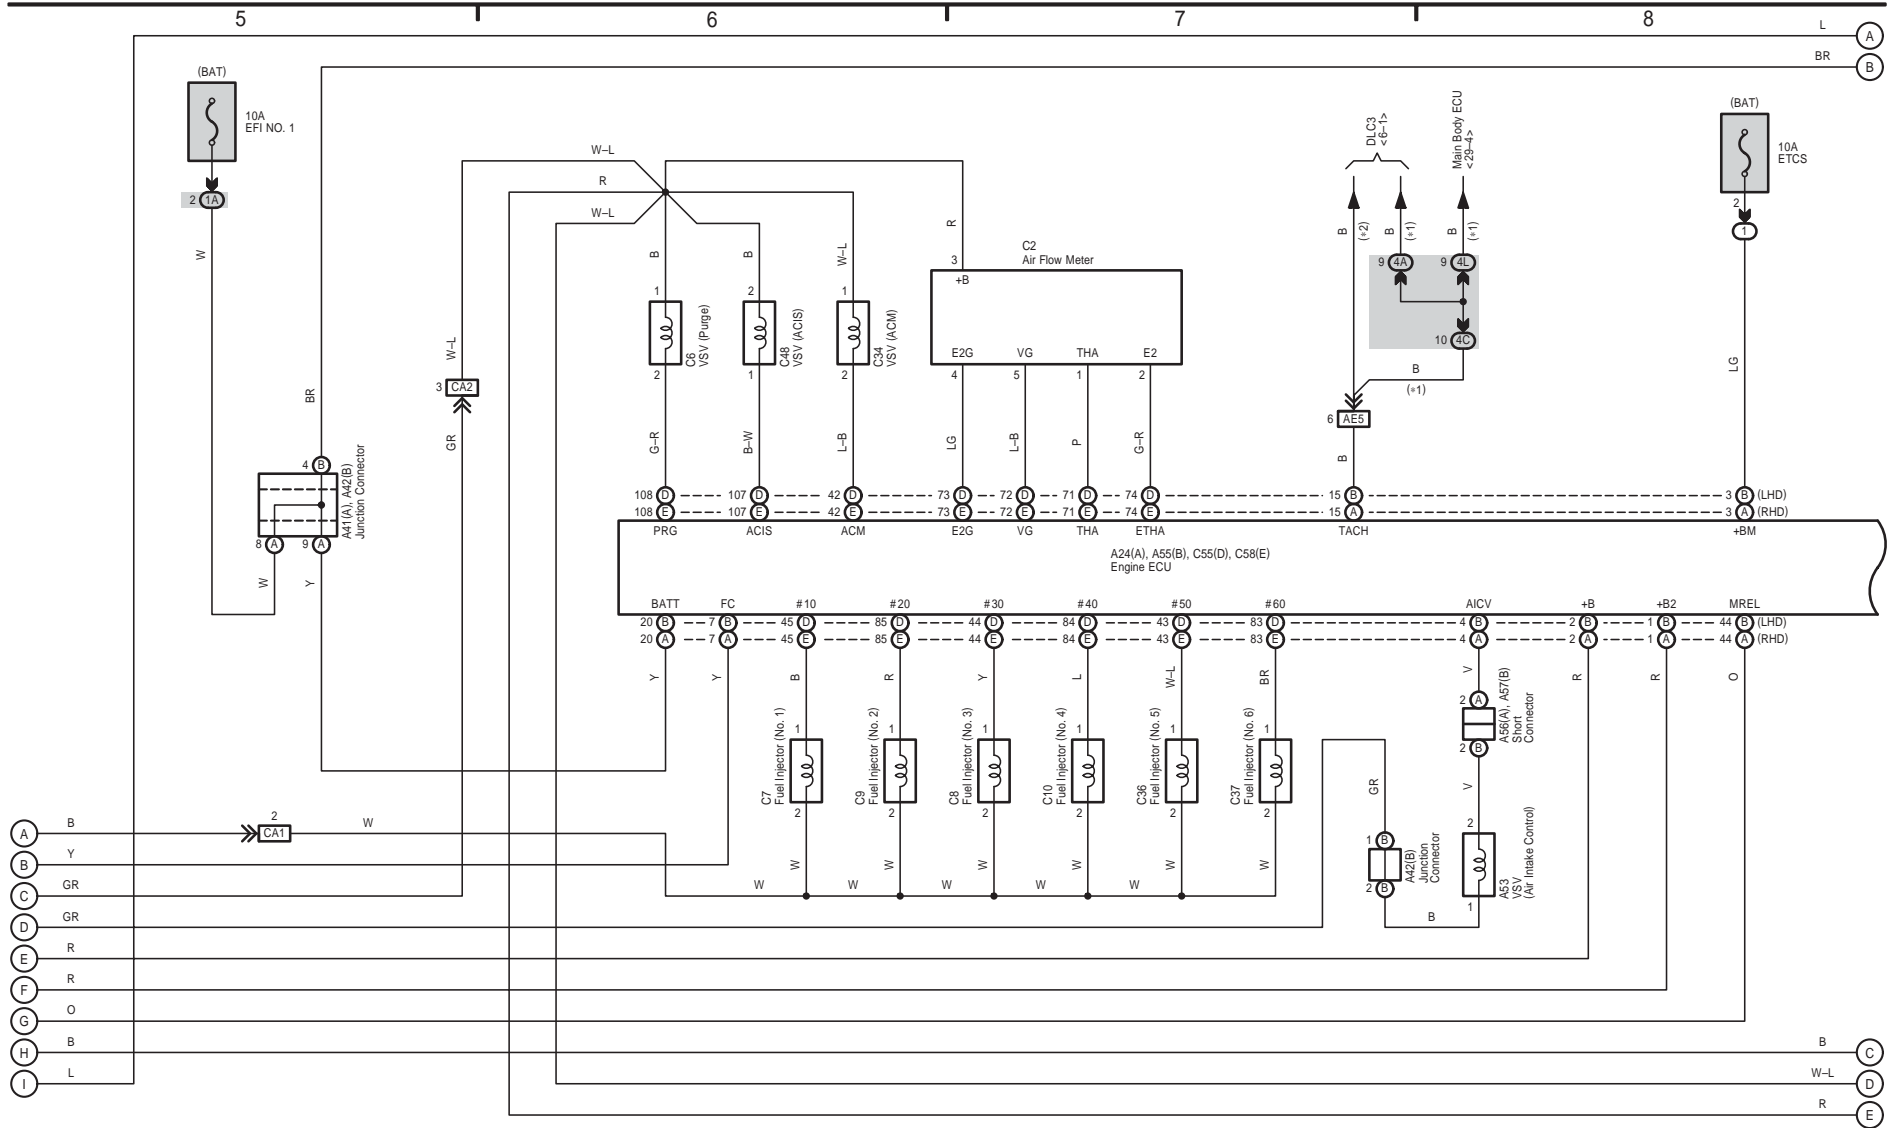 5 6 7 8
L A
BR B
(BAT)
10A
EFI NO. 1
2 1A
W
BR
4 B
A41(A), A42(B)
Junction Connector
8 A 9 A
W Y
W–L
R
W–L
W–L
3 CA2
GR
B B W–L R
1 2 1 3
C6
VSV (Purge)
C48
VSV (ACIS)
C34
VSV (ACM)
2 1 2
G–R B–W L–B
C2
Air Flow Meter
+B
E2G VG THA E2
4 5 1 2
LG L–B P G–R
DLC3
<6–1>
Main Body ECU
<29–4>
B (∗2) B (∗1) B (∗1)
9 4A 9 4L
10 4C
B
(∗1)
6 AE5
B
(BAT)
10A
ETCS
2
1
LG
108 D 107 D 42 D 73 D 72 D 71 D 74 D 15 B 3 B (LHD)
108 E 107 E 42 E 73 E 72 E 71 E 74 E 15 A 3 A (RHD)
PRG ACIS ACM E2G VG THA ETHA TACH +BM
A24(A), A55(B), C55(D), C58(E)
Engine ECU
BATT FC #10 #20 #30 #40 #50 #60 AICV +B +B2 MREL
20 B 7 B 45 D 85 D 44 D 84 D 43 D 83 D 4 B 2 B 1 B 44 B (LHD)
20 A 7 A 45 E 85 E 44 E 84 E 43 E 83 E 4 A 2 A 1 A 44 A (RHD)
Y Y B R Y L W–L BR V R R O
1 1 1 1 1 1
C7
Fuel Injector (No. 1)
C9
Fuel Injector (No. 2)
C8
Fuel Injector (No. 3)
C10
Fuel Injector (No. 4)
C36
Fuel Injector (No. 5)
C37
Fuel Injector (No. 6)
2 2 2 2 2 2
W W W W W W
W W W W W
2 A
A56(A), A57(B)
Short
Connector
2 B
V
GR
1 B
A42(B)
Junction
Connector
2 B
B
2
A53
VSV
(Air Intake Control)
1
A B 2 CA1 W
B Y
C GR
D GR
E R
F R
G O
H B B C
I L W–L D
R E